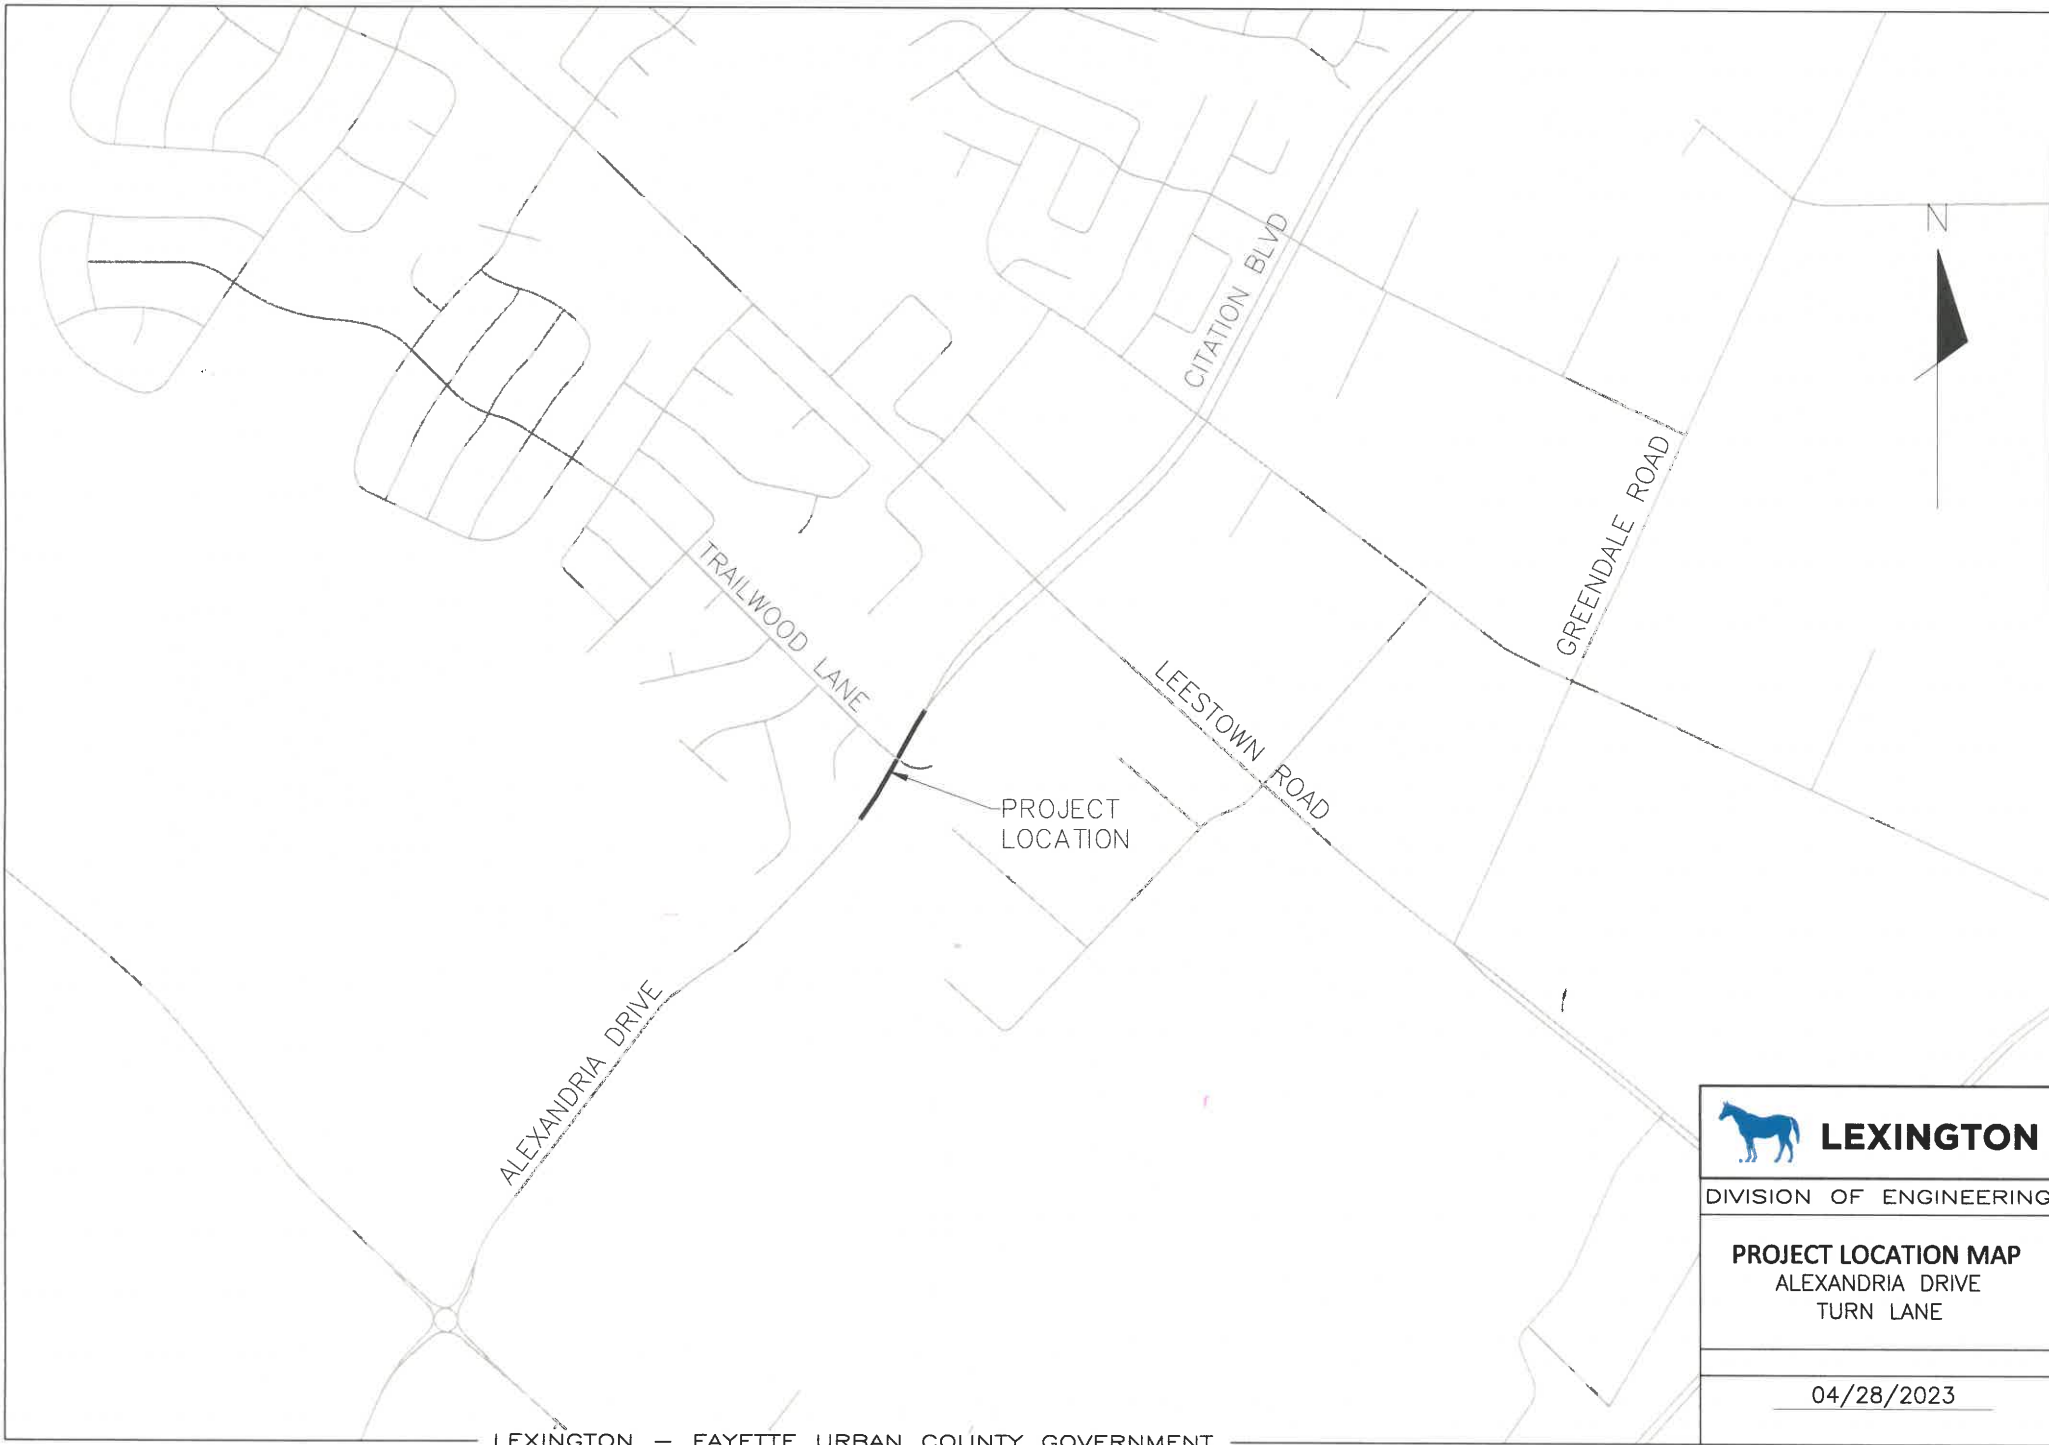 CITATION BLVD
N
GREENDALE ROAD
TRAILWOOD LANE
LEESTOWN ROAD
PROJECT
LOCATION
ALEXANDRIA DRIVE
LEXINGTON
DIVISION OF ENGINEERING
PROJECT LOCATION MAP
ALEXANDRIA DRIVE
TURN LANE
04/28/2023
LEXINGTON – FAYETTE URBAN COUNTY GOVERNMENT